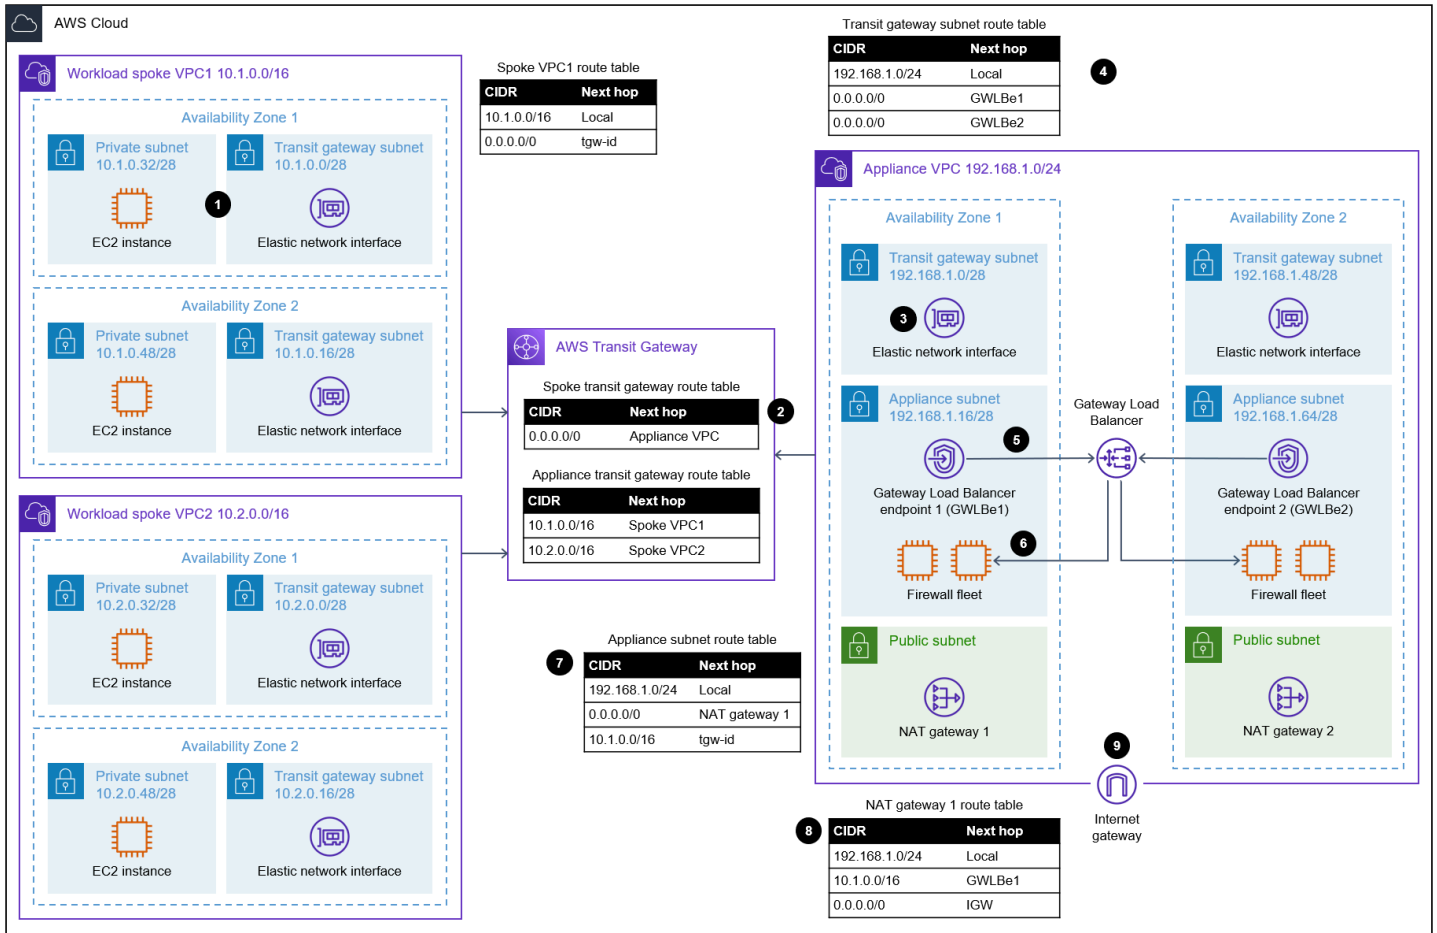 AWS Cloud
Workload spoke VPC1 10.1.0.0/16
Availability Zone 1
Private subnet
10.1.0.32/28
EC2 instance
1
Transit gateway subnet
10.1.0.0/28
Elastic network interface
Availability Zone 2
Private subnet
10.1.0.48/28
EC2 instance
Transit gateway subnet
10.1.0.16/28
Elastic network interface
Workload spoke VPC2 10.2.0.0/16
Availability Zone 1
Private subnet
10.2.0.32/28
EC2 instance
Transit gateway subnet
10.2.0.0/28
Elastic network interface
Availability Zone 2
Private subnet
10.2.0.48/28
EC2 instance
Transit gateway subnet
10.2.0.16/28
Elastic network interface
Spoke VPC1 route table
CIDR Next hop
10.1.0.0/16 Local
0.0.0.0/0 tgw-id
AWS Transit Gateway
Spoke transit gateway route table
2
CIDR Next hop
0.0.0.0/0 Appliance VPC
Appliance transit gateway route table
CIDR Next hop
10.1.0.0/16 Spoke VPC1
10.2.0.0/16 Spoke VPC2
Transit gateway subnet route table
4
CIDR Next hop
192.168.1.0/24 Local
0.0.0.0/0 GWLBe1
0.0.0.0/0 GWLBe2
Appliance VPC 192.168.1.0/24
Availability Zone 1
Transit gateway subnet
192.168.1.0/28
3
Elastic network interface
Appliance subnet
192.168.1.16/28
5
Gateway Load Balancer
endpoint 1 (GWLBe1)
6
Firewall fleet
Public subnet
NAT gateway 1
Gateway Load
Balancer
Availability Zone 2
Transit gateway subnet
192.168.1.48/28
Elastic network interface
Appliance subnet
192.168.1.64/28
Gateway Load Balancer
endpoint 2 (GWLBe2)
Firewall fleet
Public subnet
NAT gateway 2
Appliance subnet route table
7
CIDR Next hop
192.168.1.0/24 Local
0.0.0.0/0 NAT gateway 1
10.1.0.0/16 tgw-id
9
Internet
gateway
NAT gateway 1 route table
8
CIDR Next hop
192.168.1.0/24 Local
10.1.0.0/16 GWLBe1
0.0.0.0/0 IGW